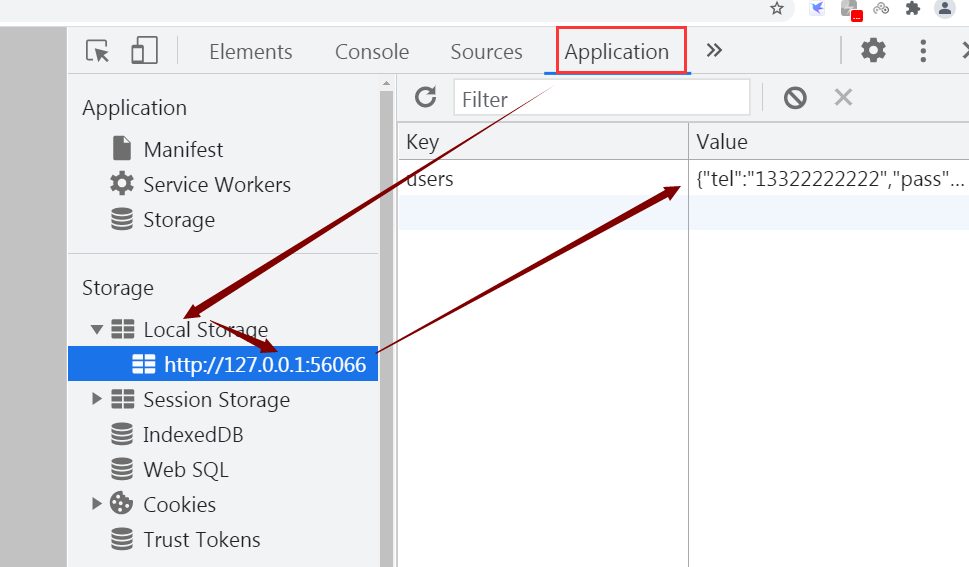 Elements Console Sources Application
Application
Manifest
Service Workers
Storage
Storage
Local Storage
http://127.0.0.1:56066
Session Storage
IndexedDB
Web SQL
Cookies
Trust Tokens
Filter
Key Value
users {"tel":"13322222222","pass"...